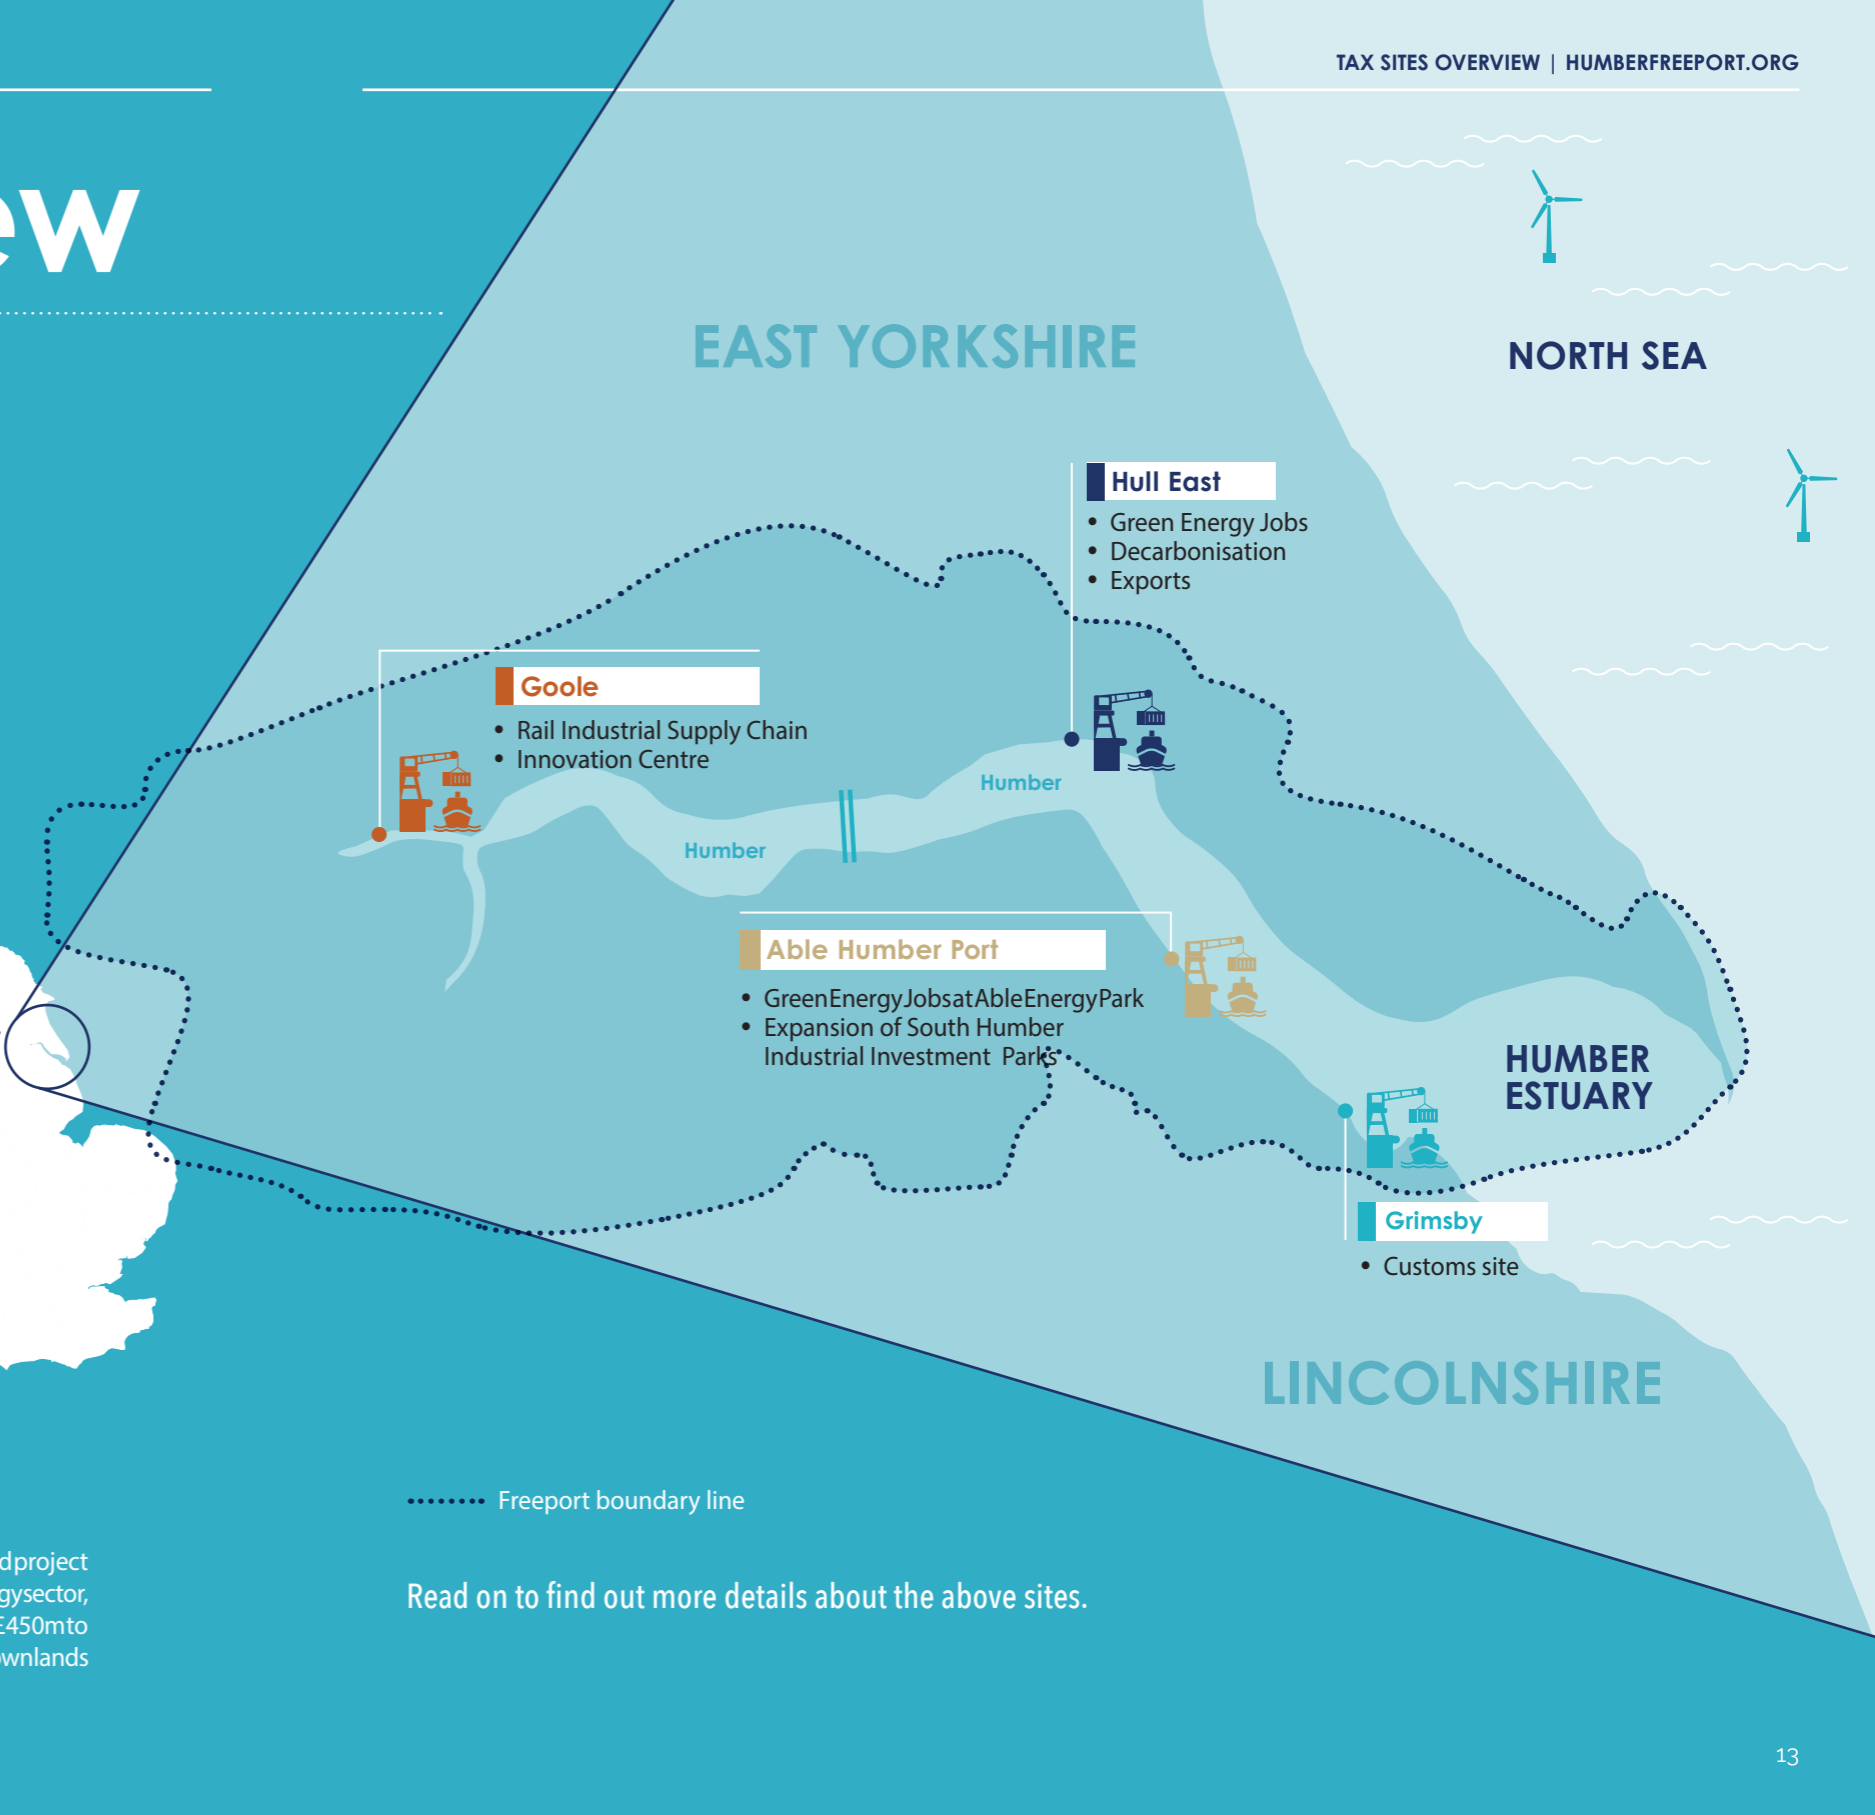 TAX SITES OVERVIEW | HUMBERFREEPORT.ORG
ew
EAST YORKSHIRE
NORTH SEA
Hull East
• Green Energy Jobs
• Decarbonisation
• Exports
Goole
• Rail Industrial Supply Chain
• Innovation Centre
Humber
Humber
Able Humber Port
• GreenEnergyJobsatAbleEnergyPark
• Expansion of South Humber
Industrial Investment Parks
HUMBER
ESTUARY
Grimsby
• Customs site
LINCOLNSHIRE
Freeport boundary line
dproject
gysector,
£450mto
wnlands
Read on to find out more details about the above sites.
13